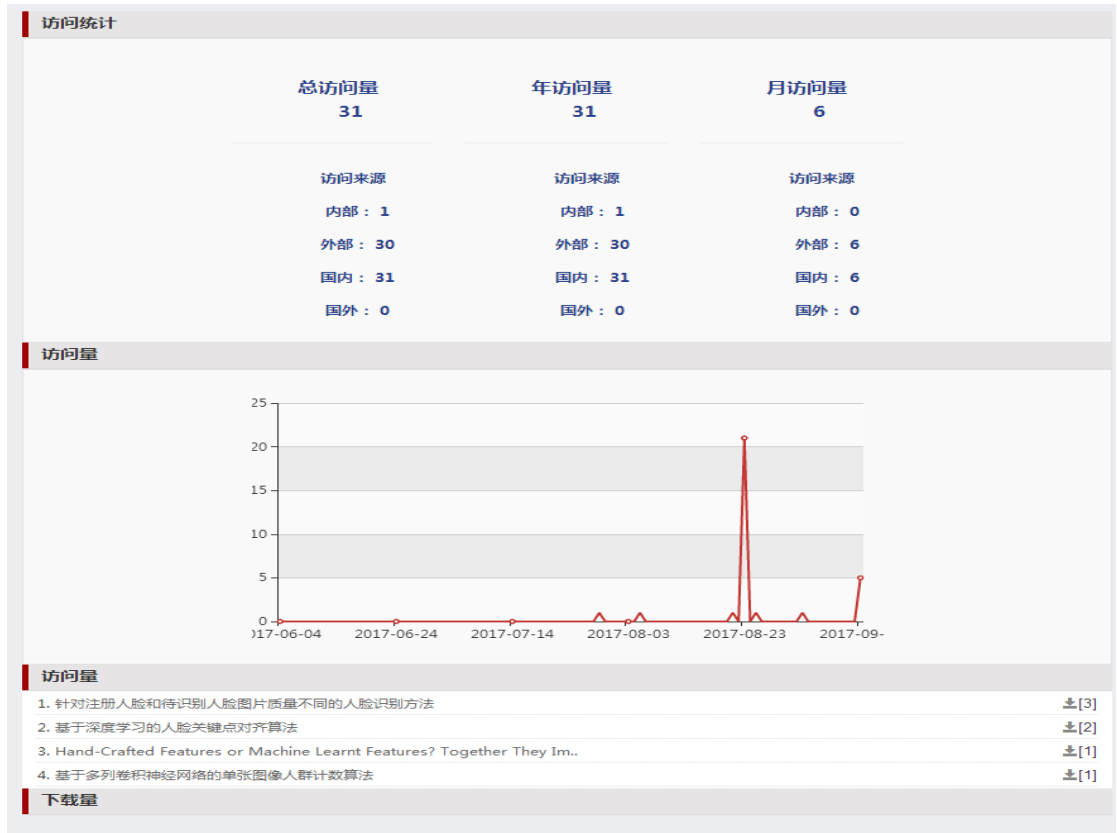 访问统计
总访问量 年访问量 月访问量
31 31 6
访问来源 访问来源 访问来源
内部： 1 内部： 1 内部： 0
外部： 30 外部： 30 外部： 6
国内： 31 国内： 31 国内： 6
国外： 0 国外： 0 国外： 0
访问量
25
20
15
10
5
0
017-06-04 2017-06-24 2017-07-14 2017-08-03 2017-08-23 2017-09-
访问量
1. 针对注册人脸和待识别人脸图片质量不同的人脸识别方法 [3]
2. 基于深度学习的人脸关键点对齐算法 [2]
3. Hand-Crafted Features or Machine Learnt Features? Together They Im.. [1]
4. 基于多列卷积神经网络的单张图像人群计数算法 [1]
下载量